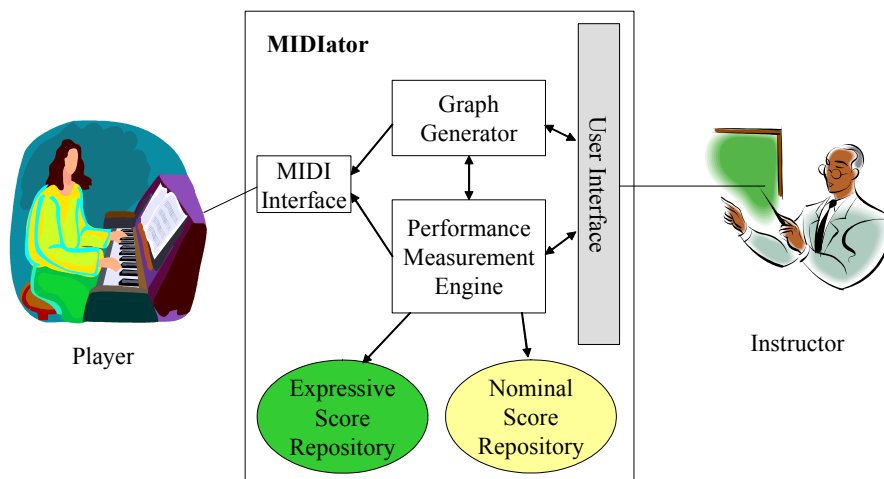 MIDIator
Graph
Generator
User Interface
MIDI
Interface
Performance
Measurement
Engine
Player
Instructor
Expressive
Score
Repository
Nominal
Score
Repository